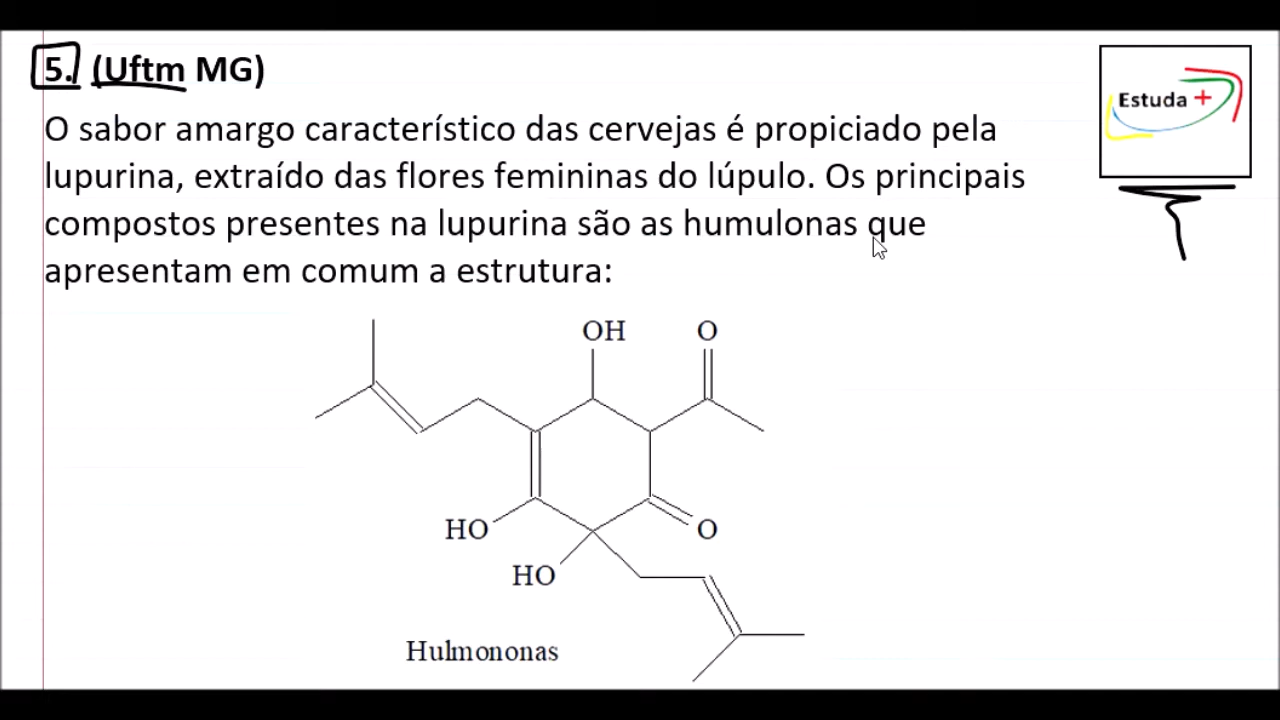 5. (Uftm MG)
Estuda +
O sabor amargo característico das cervejas é propiciado pela
lupurina, extraído das flores femininas do lúpulo. Os principais
compostos presentes na lupurina são as humulonas que
apresentam em comum a estrutura:
OH
O
HO
O
HO
Hulmononas